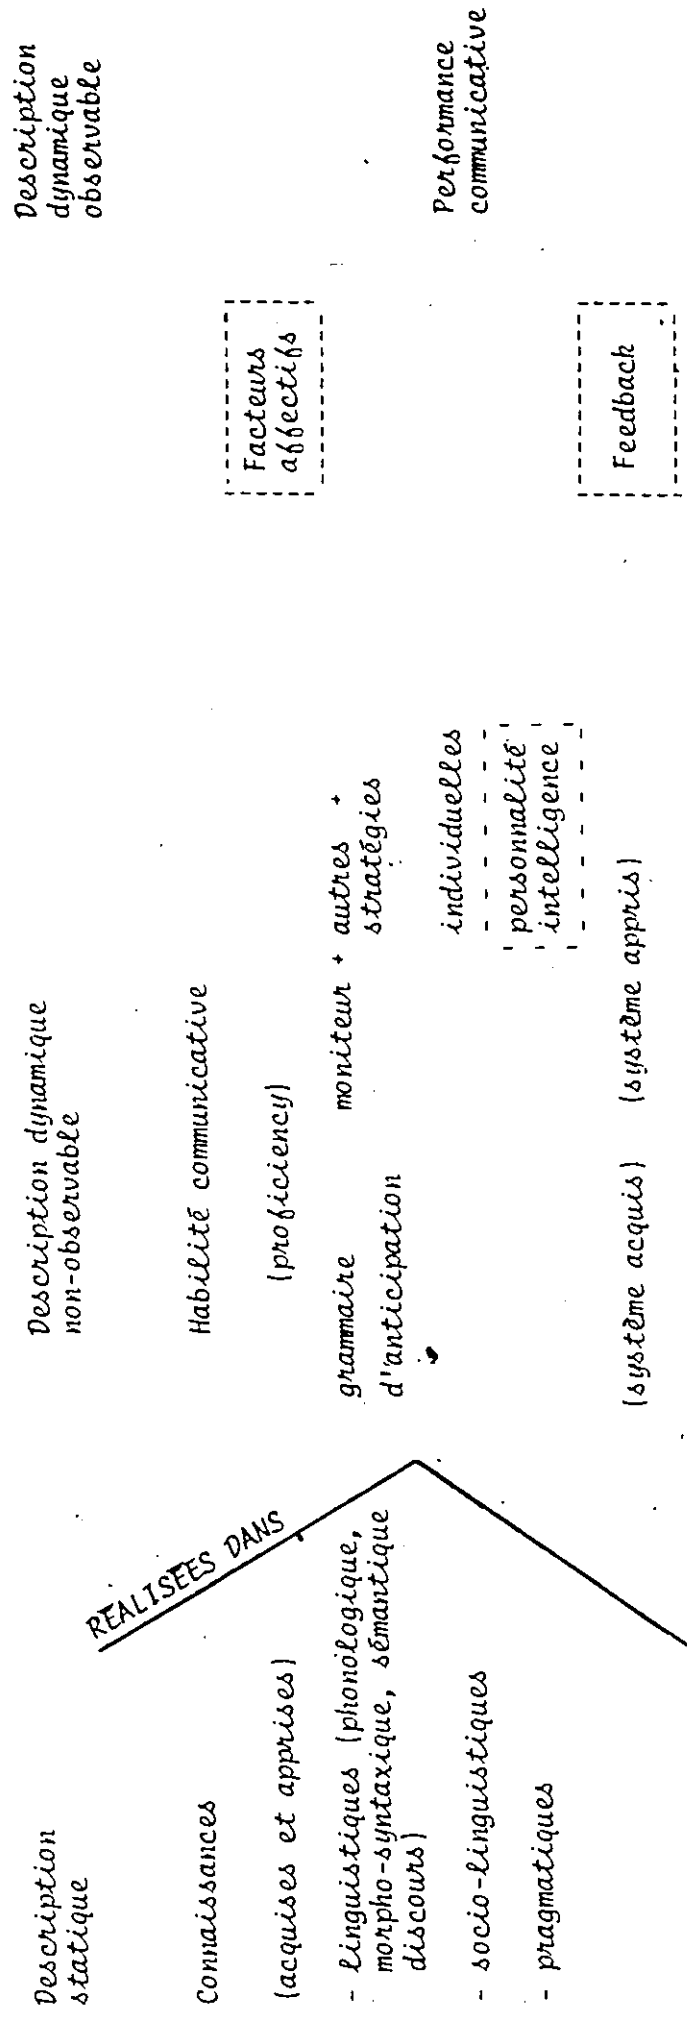 Description
statique
Connaissances
(acquises et apprises)
- linguistiques (phonologique,
morpho-syntaxique, sémantique
discours)
- socio-linguistiques
- pragmatiques
REALISEES DANS
Description dynamique
non-observable
Habilité communicative
(proficiency)
grammaire
d'anticipation
moniteur + autres +
stratégies
individuelles
personnalité
intelligence
(système acquis) (système appris)
Facteurs
affectifs
Feedback
Description
dynamique
observable
Performance
communicative